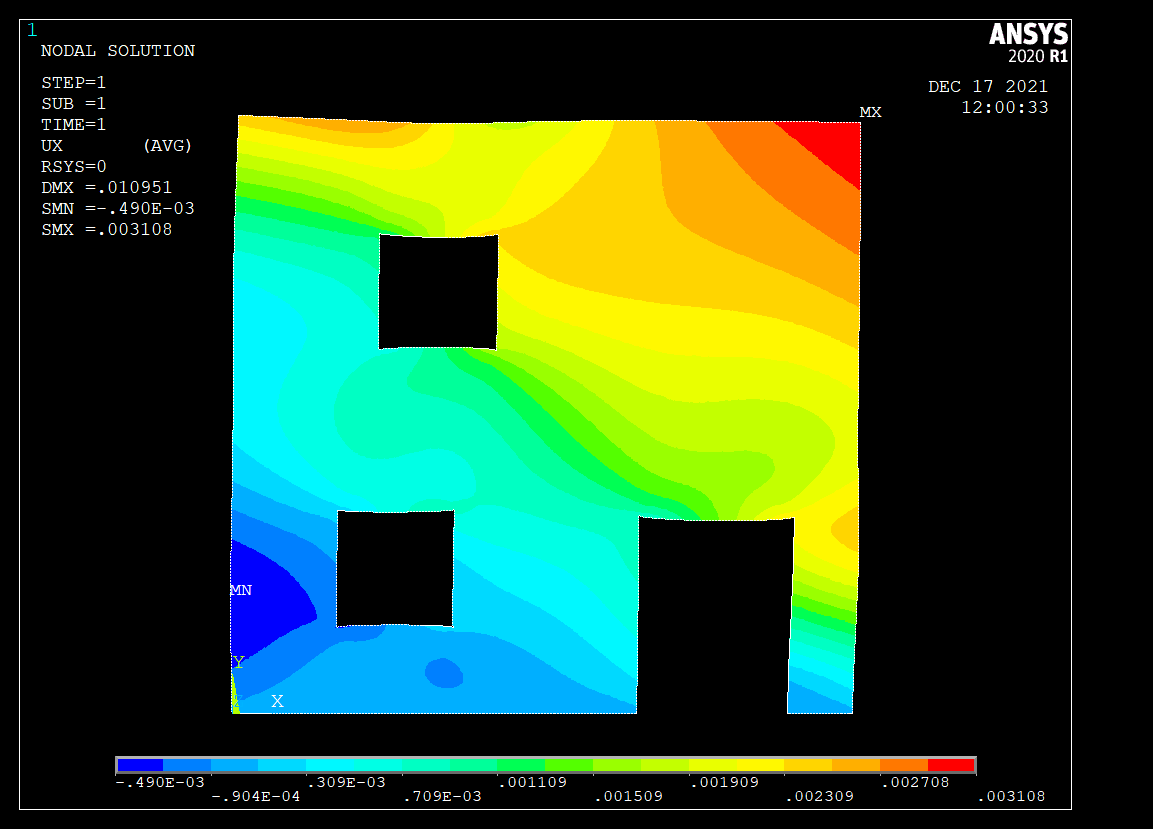 1
ANSYS
2020 R1
NODAL SOLUTION
STEP=1
SUB =1
TIME=1
UX (AVG)
RSYS=0
DMX =.010951
SMN =-.490E-03
SMX =.003108
DEC 17 2021
12:00:33
MX
MN
Y
X
-.490E-03 .309E-03 .001109 .001909 .002708
-.904E-04 .709E-03 .001509 .002309 .003108